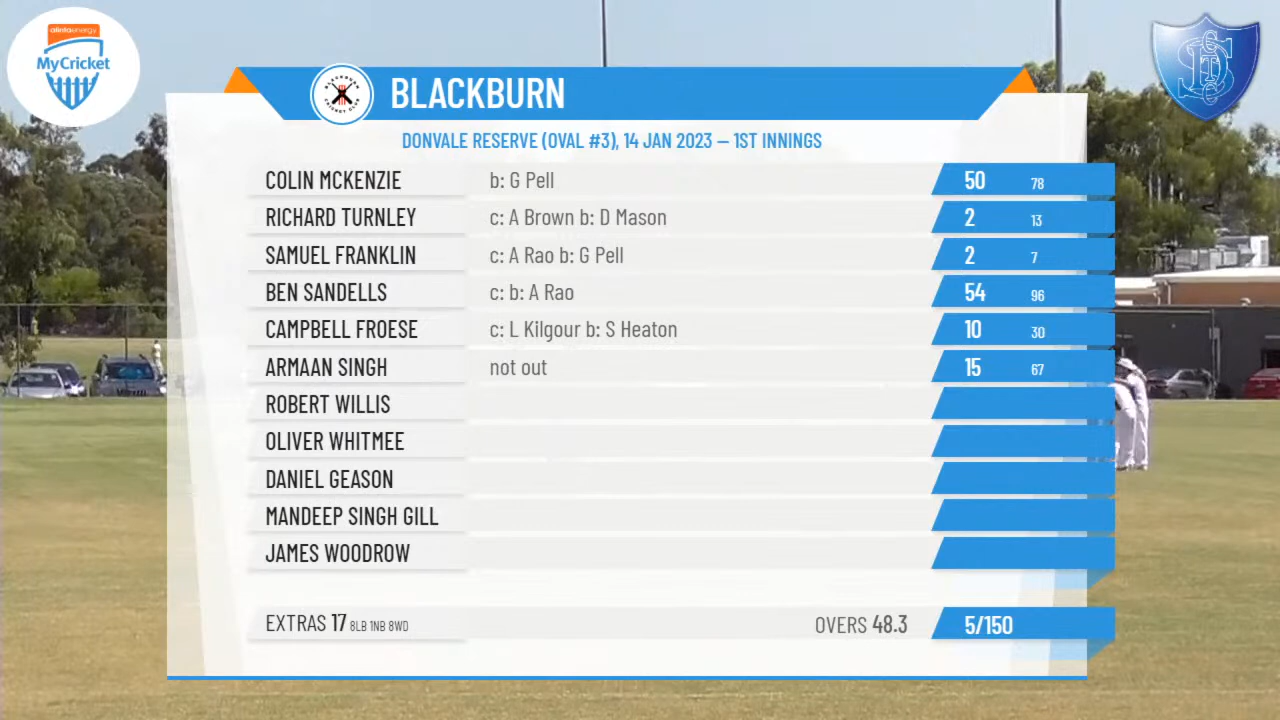 alintaenergy
MyCricket
BLACKBURN
DONVALE RESERVE (OVAL #3), 14 JAN 2023 – 1ST INNINGS
COLIN MCKENZIE b: G Pell 50 78
RICHARD TURNLEY c: A Brown b: D Mason 2 13
SAMUEL FRANKLIN c: A Rao b: G Pell 2 7
BEN SANDELLS c: b: A Rao 54 96
CAMPBELL FROESE c: L Kilgour b: S Heaton 10 30
ARMAAN SINGH not out 15 67
ROBERT WILLIS
OLIVER WHITMEE
DANIEL GEASON
MANDEEP SINGH GILL
JAMES WOODROW
EXTRAS 17 8LB 1NB 8WD OVERS 48.3 5/150